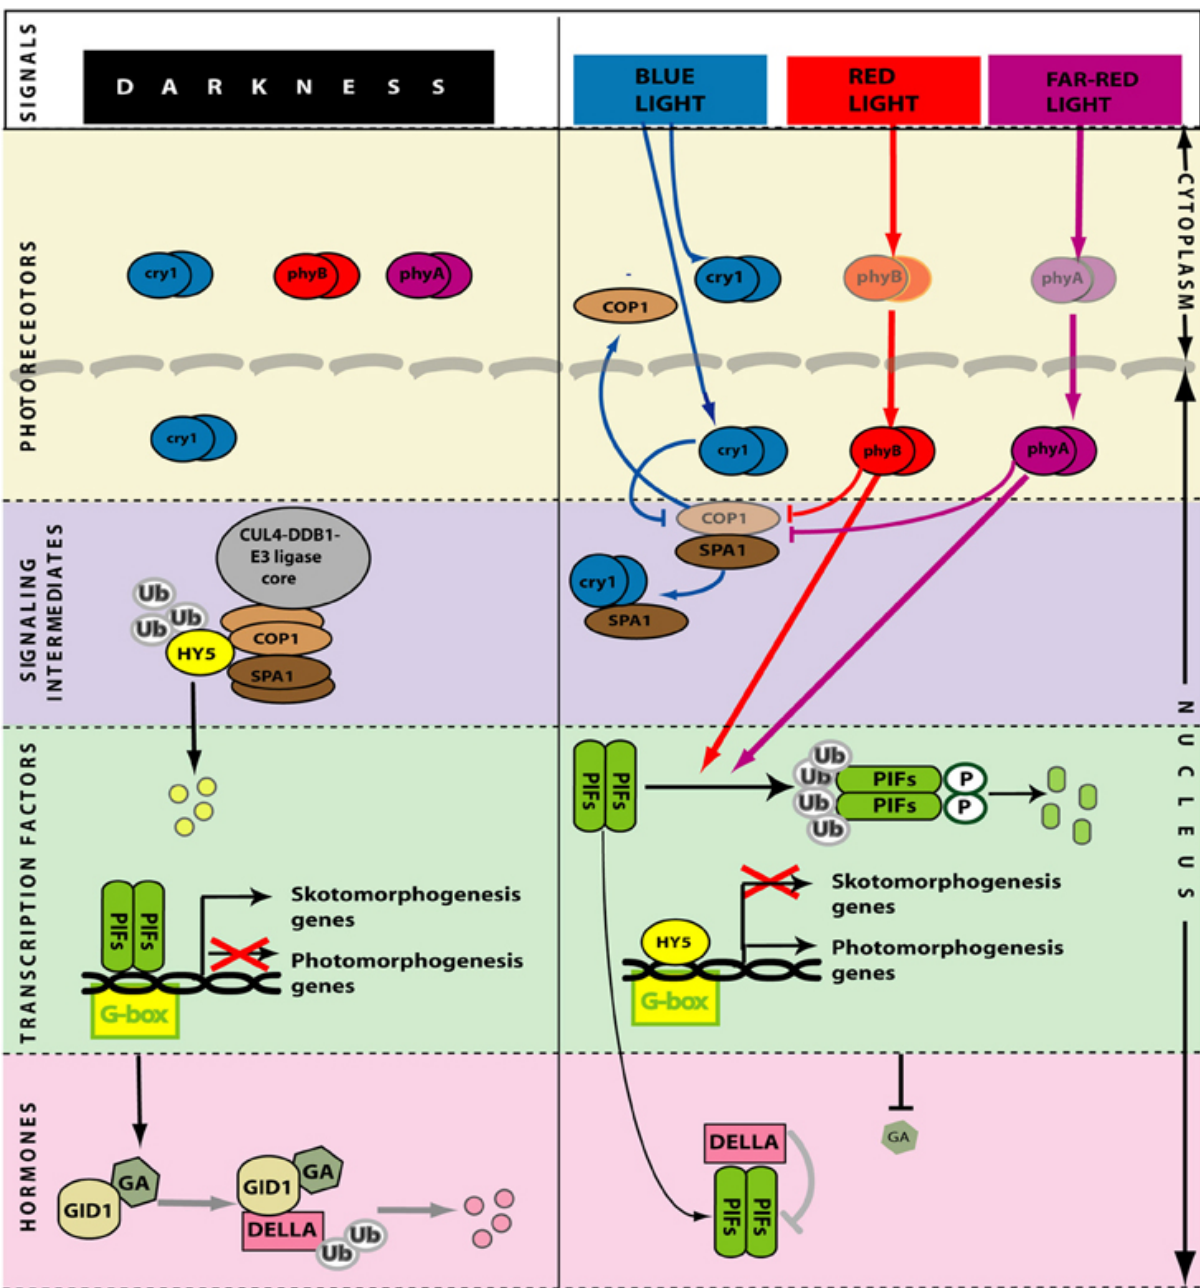 SIGNALS
D A R K N E S S
BLUE
LIGHT
RED
LIGHT
FAR-RED
LIGHT
PHOTORECEOTORS
CYTOPLASM
cry1
phyB
phyA
COP1
cry1
phyB
phyA
cry1
cry1
phyB
phyA
SIGNALING
INTERMEDIATES
CUL4-DDB1-
E3 ligase
core
Ub
Ub
Ub
HY5
COP1
SPA1
COP1
SPA1
cry1
SPA1
NUCLEUS
TRANSCRIPTION FACTORS
PIFs
PIFs
Skotomorphogenesis
genes
Photomorphogenesis
genes
G-box
PIFs
PIFs
Ub
Ub
Ub
Ub
PIFs
P
PIFs
P
HY5
Skotomorphogenesis
genes
Photomorphogenesis
genes
G-box
HORMONES
GID1
GA
GID1
GA
DELLA
Ub
Ub
DELLA
PIFs
PIFs
GA